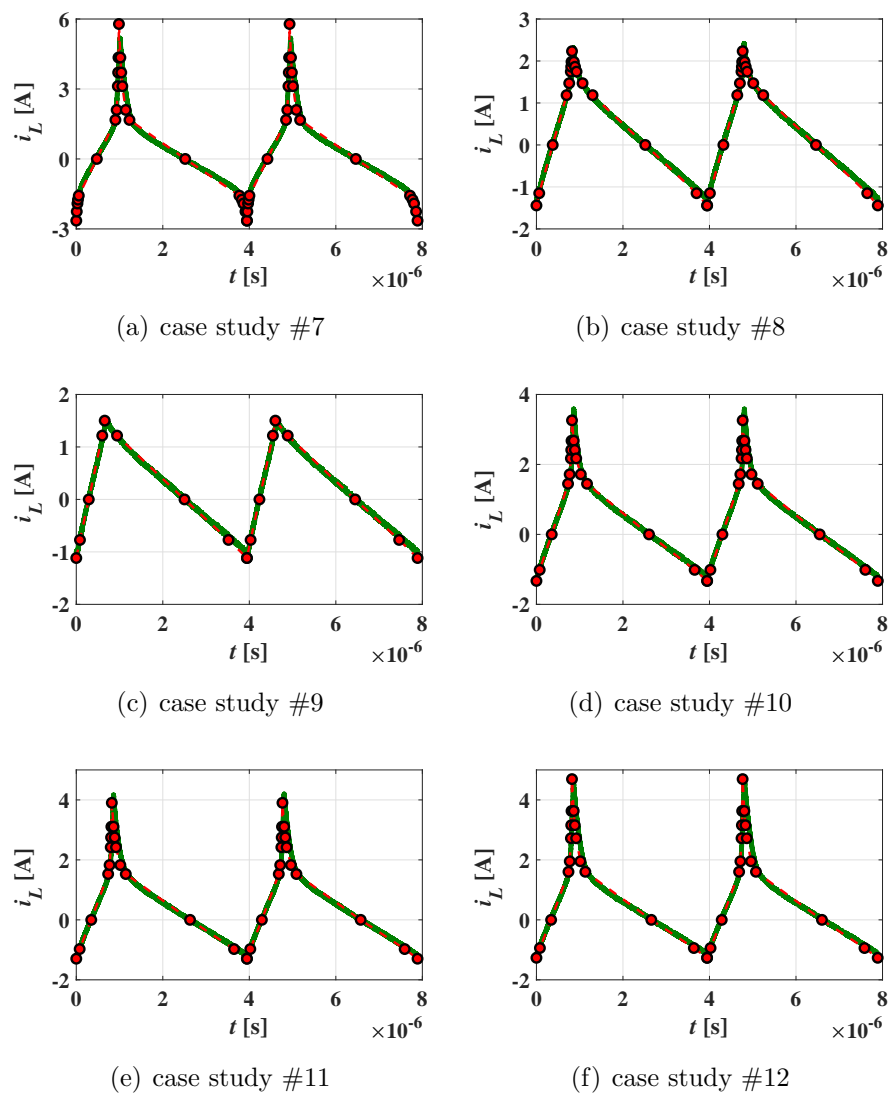 6
3
0
-3
i_L [A]
0 2 4 6 8
t [s]
×10⁻⁶
(a) case study #7
3
2
1
0
-1
-2
i_L [A]
0 2 4 6 8
t [s]
×10⁻⁶
(b) case study #8
2
1
0
-1
-2
i_L [A]
0 2 4 6 8
t [s]
×10⁻⁶
(c) case study #9
4
2
0
-2
i_L [A]
0 2 4 6 8
t [s]
×10⁻⁶
(d) case study #10
4
2
0
-2
i_L [A]
0 2 4 6 8
t [s]
×10⁻⁶
(e) case study #11
4
2
0
-2
i_L [A]
0 2 4 6 8
t [s]
×10⁻⁶
(f) case study #12